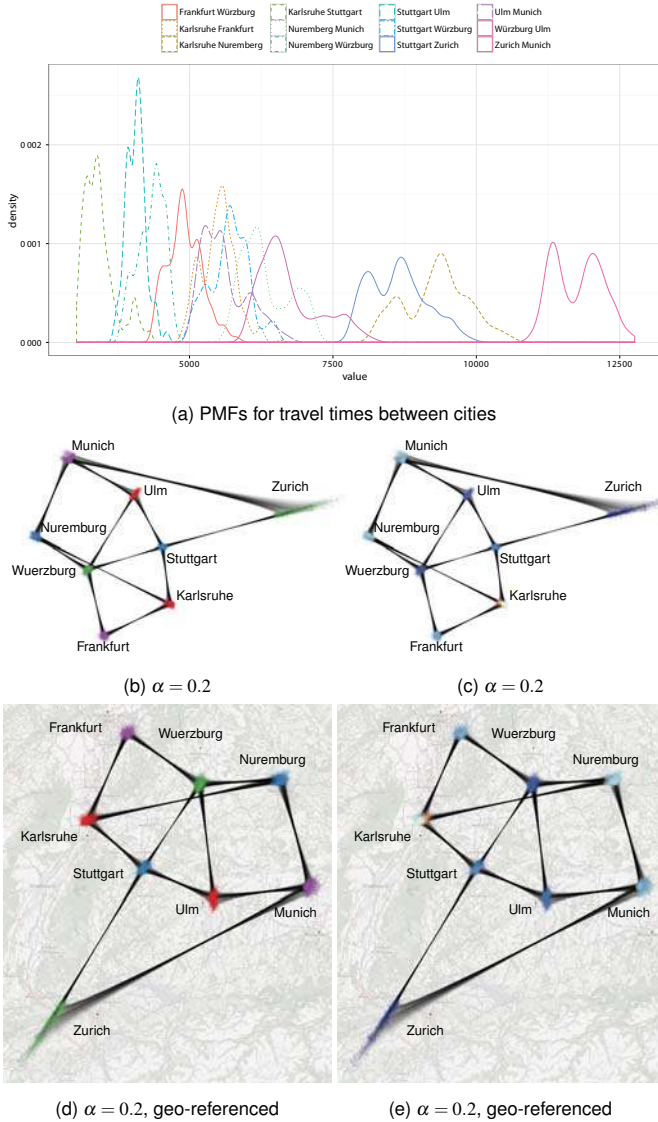 Frankfurt Würzburg Karlsruhe Stuttgart Stuttgart Ulm Ulm Munich
Karlsruhe Frankfurt Nuremberg Munich Stuttgart Würzburg Würzburg Ulm
Karlsruhe Nuremberg Nuremberg Würzburg Stuttgart Zurich Zurich Munich
density
0.002
0.001
0.000
5000 7500 10000 12500
value
(a) PMFs for travel times between cities
Munich
Ulm
Zurich
Nuremburg
Stuttgart
Wuerzburg
Karlsruhe
Frankfurt
Munich
Ulm
Zurich
Nuremburg
Stuttgart
Wuerzburg
Karlsruhe
Frankfurt
(b) α = 0.2
(c) α = 0.2
Frankfurt
Wuerzburg
Nuremburg
Karlsruhe
Stuttgart
Ulm
Munich
Zurich
Frankfurt
Wuerzburg
Nuremburg
Karlsruhe
Stuttgart
Ulm
Munich
Zurich
(d) α = 0.2, geo-referenced
(e) α = 0.2, geo-referenced